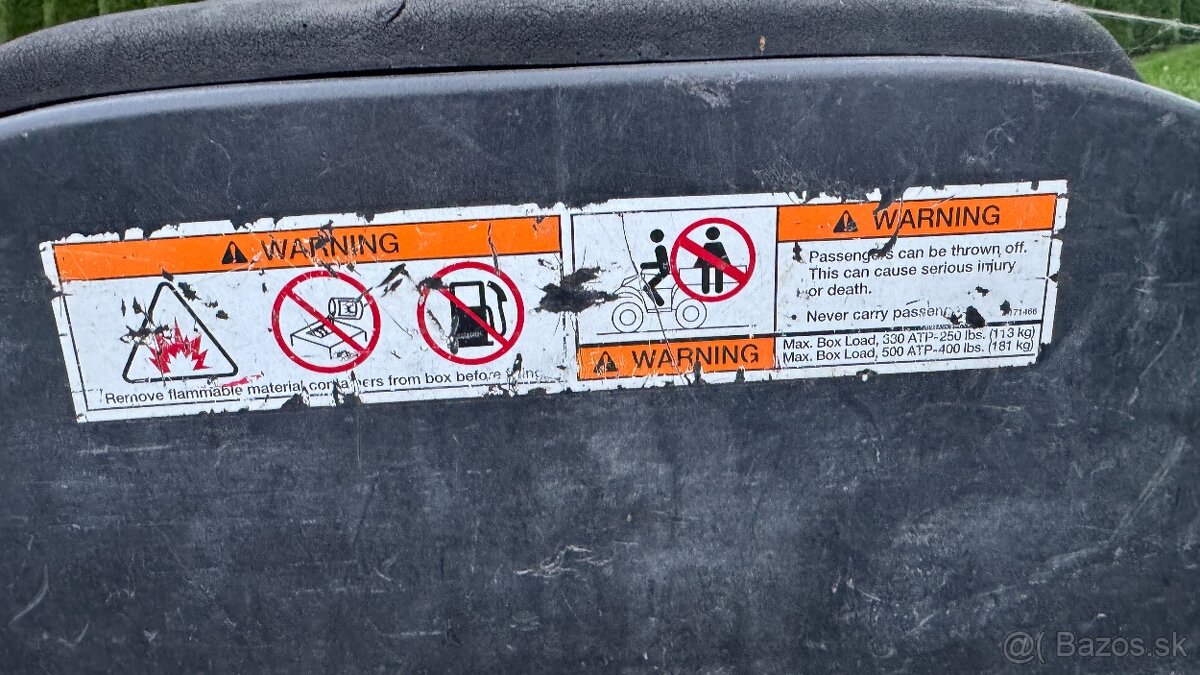 WARNING
Remove flammable material containers from box before
WARNING
WARNING
• Passengers can be thrown off.
This can cause serious injury
or death.
• Never carry
71466
Max. Box Load, 330 ATP-250 lbs. (113 kg)
Max. Box Load, 500 ATP-400 lbs. (181 kg)
@( Bazos.sk